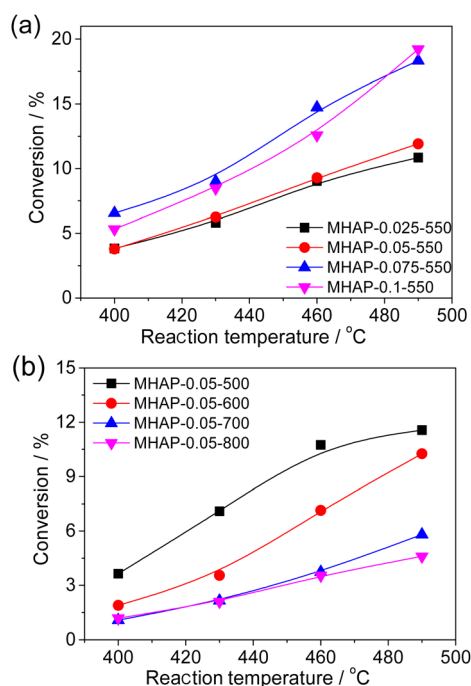 (a)
20
15
10
5
0
Conversion / %
MHAP-0.025-550
MHAP-0.05-550
MHAP-0.075-550
MHAP-0.1-550
400 420 440 460 480 500
Reaction temperature / °C
(b)
15
12
9
6
3
0
Conversion / %
MHAP-0.05-500
MHAP-0.05-600
MHAP-0.05-700
MHAP-0.05-800
400 420 440 460 480 500
Reaction temperature / °C